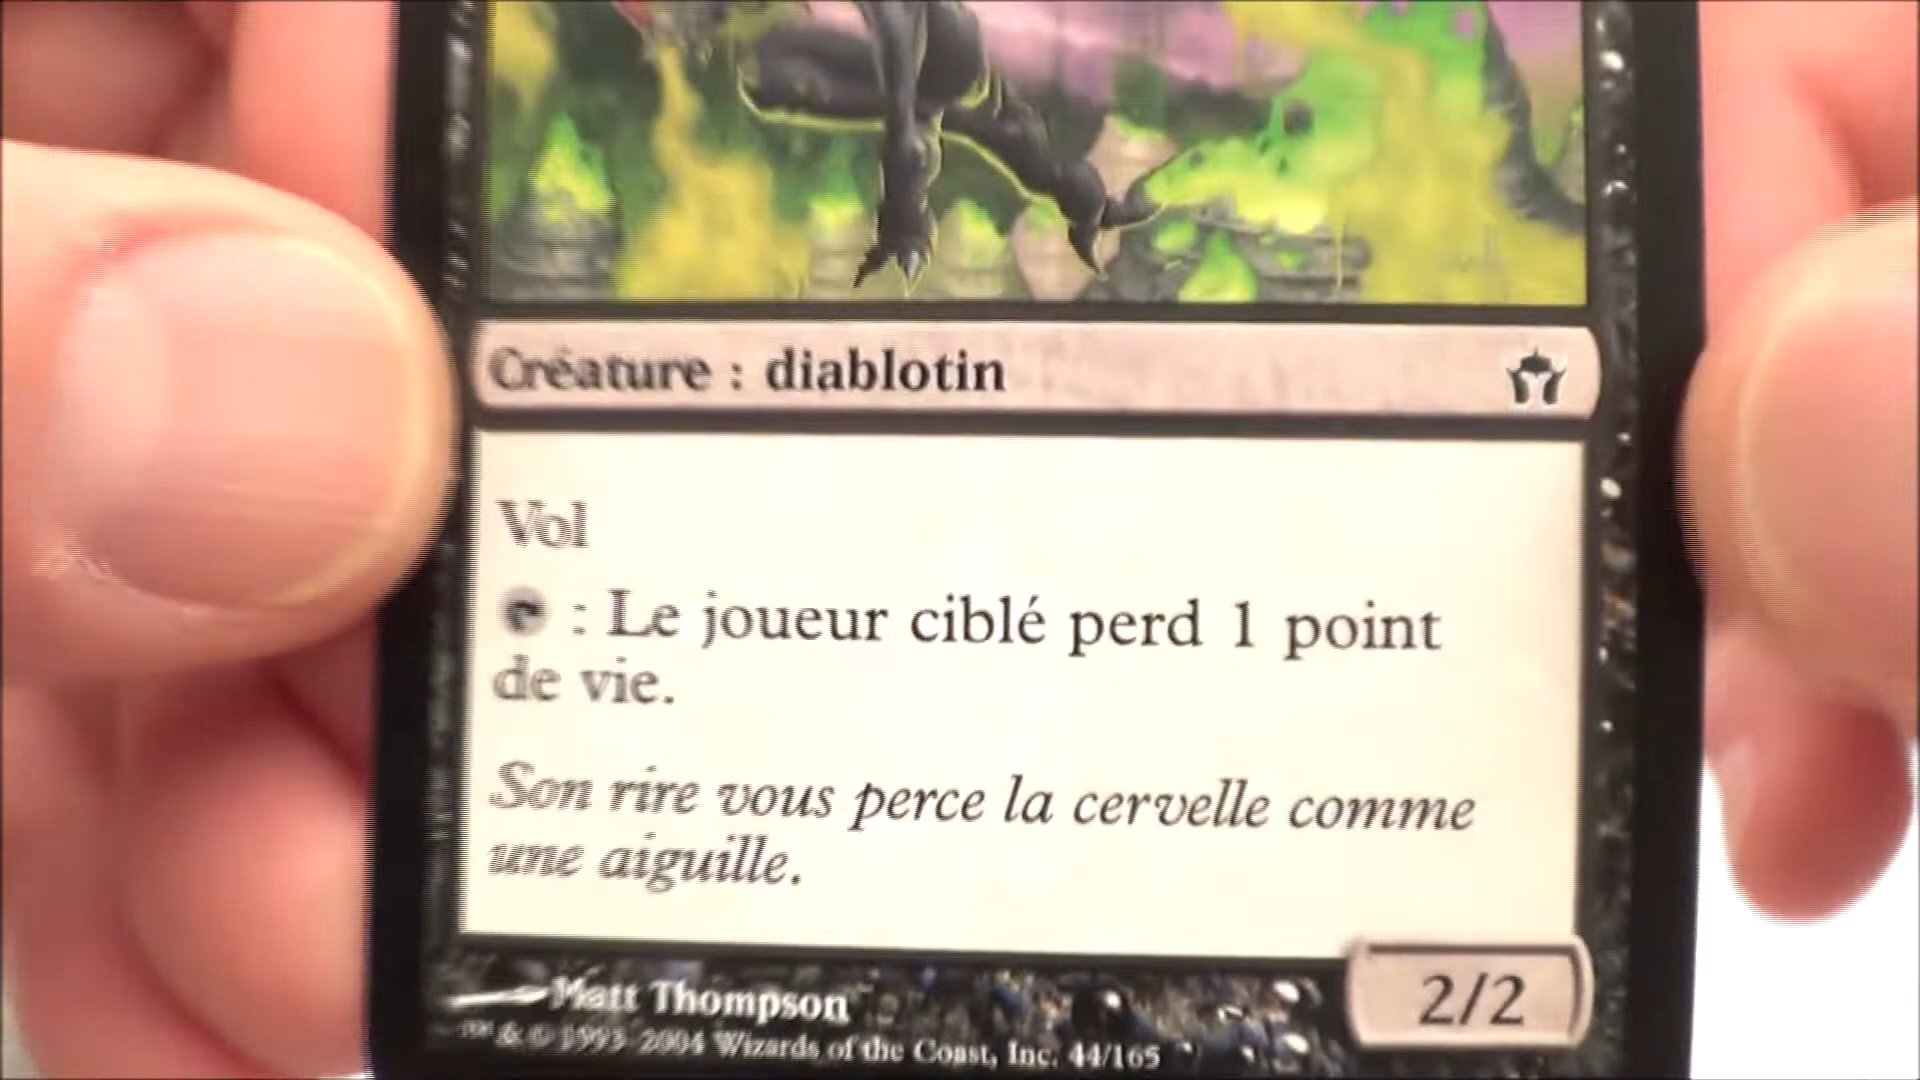 Créature : diablotin
Vol
: Le joueur ciblé perd 1 point
de vie.
Son rire vous perce la cervelle comme
une aiguille.
2/2
Matt Thompson
™ & © 1993-2004 Wizards of the Coast, Inc. 44/165